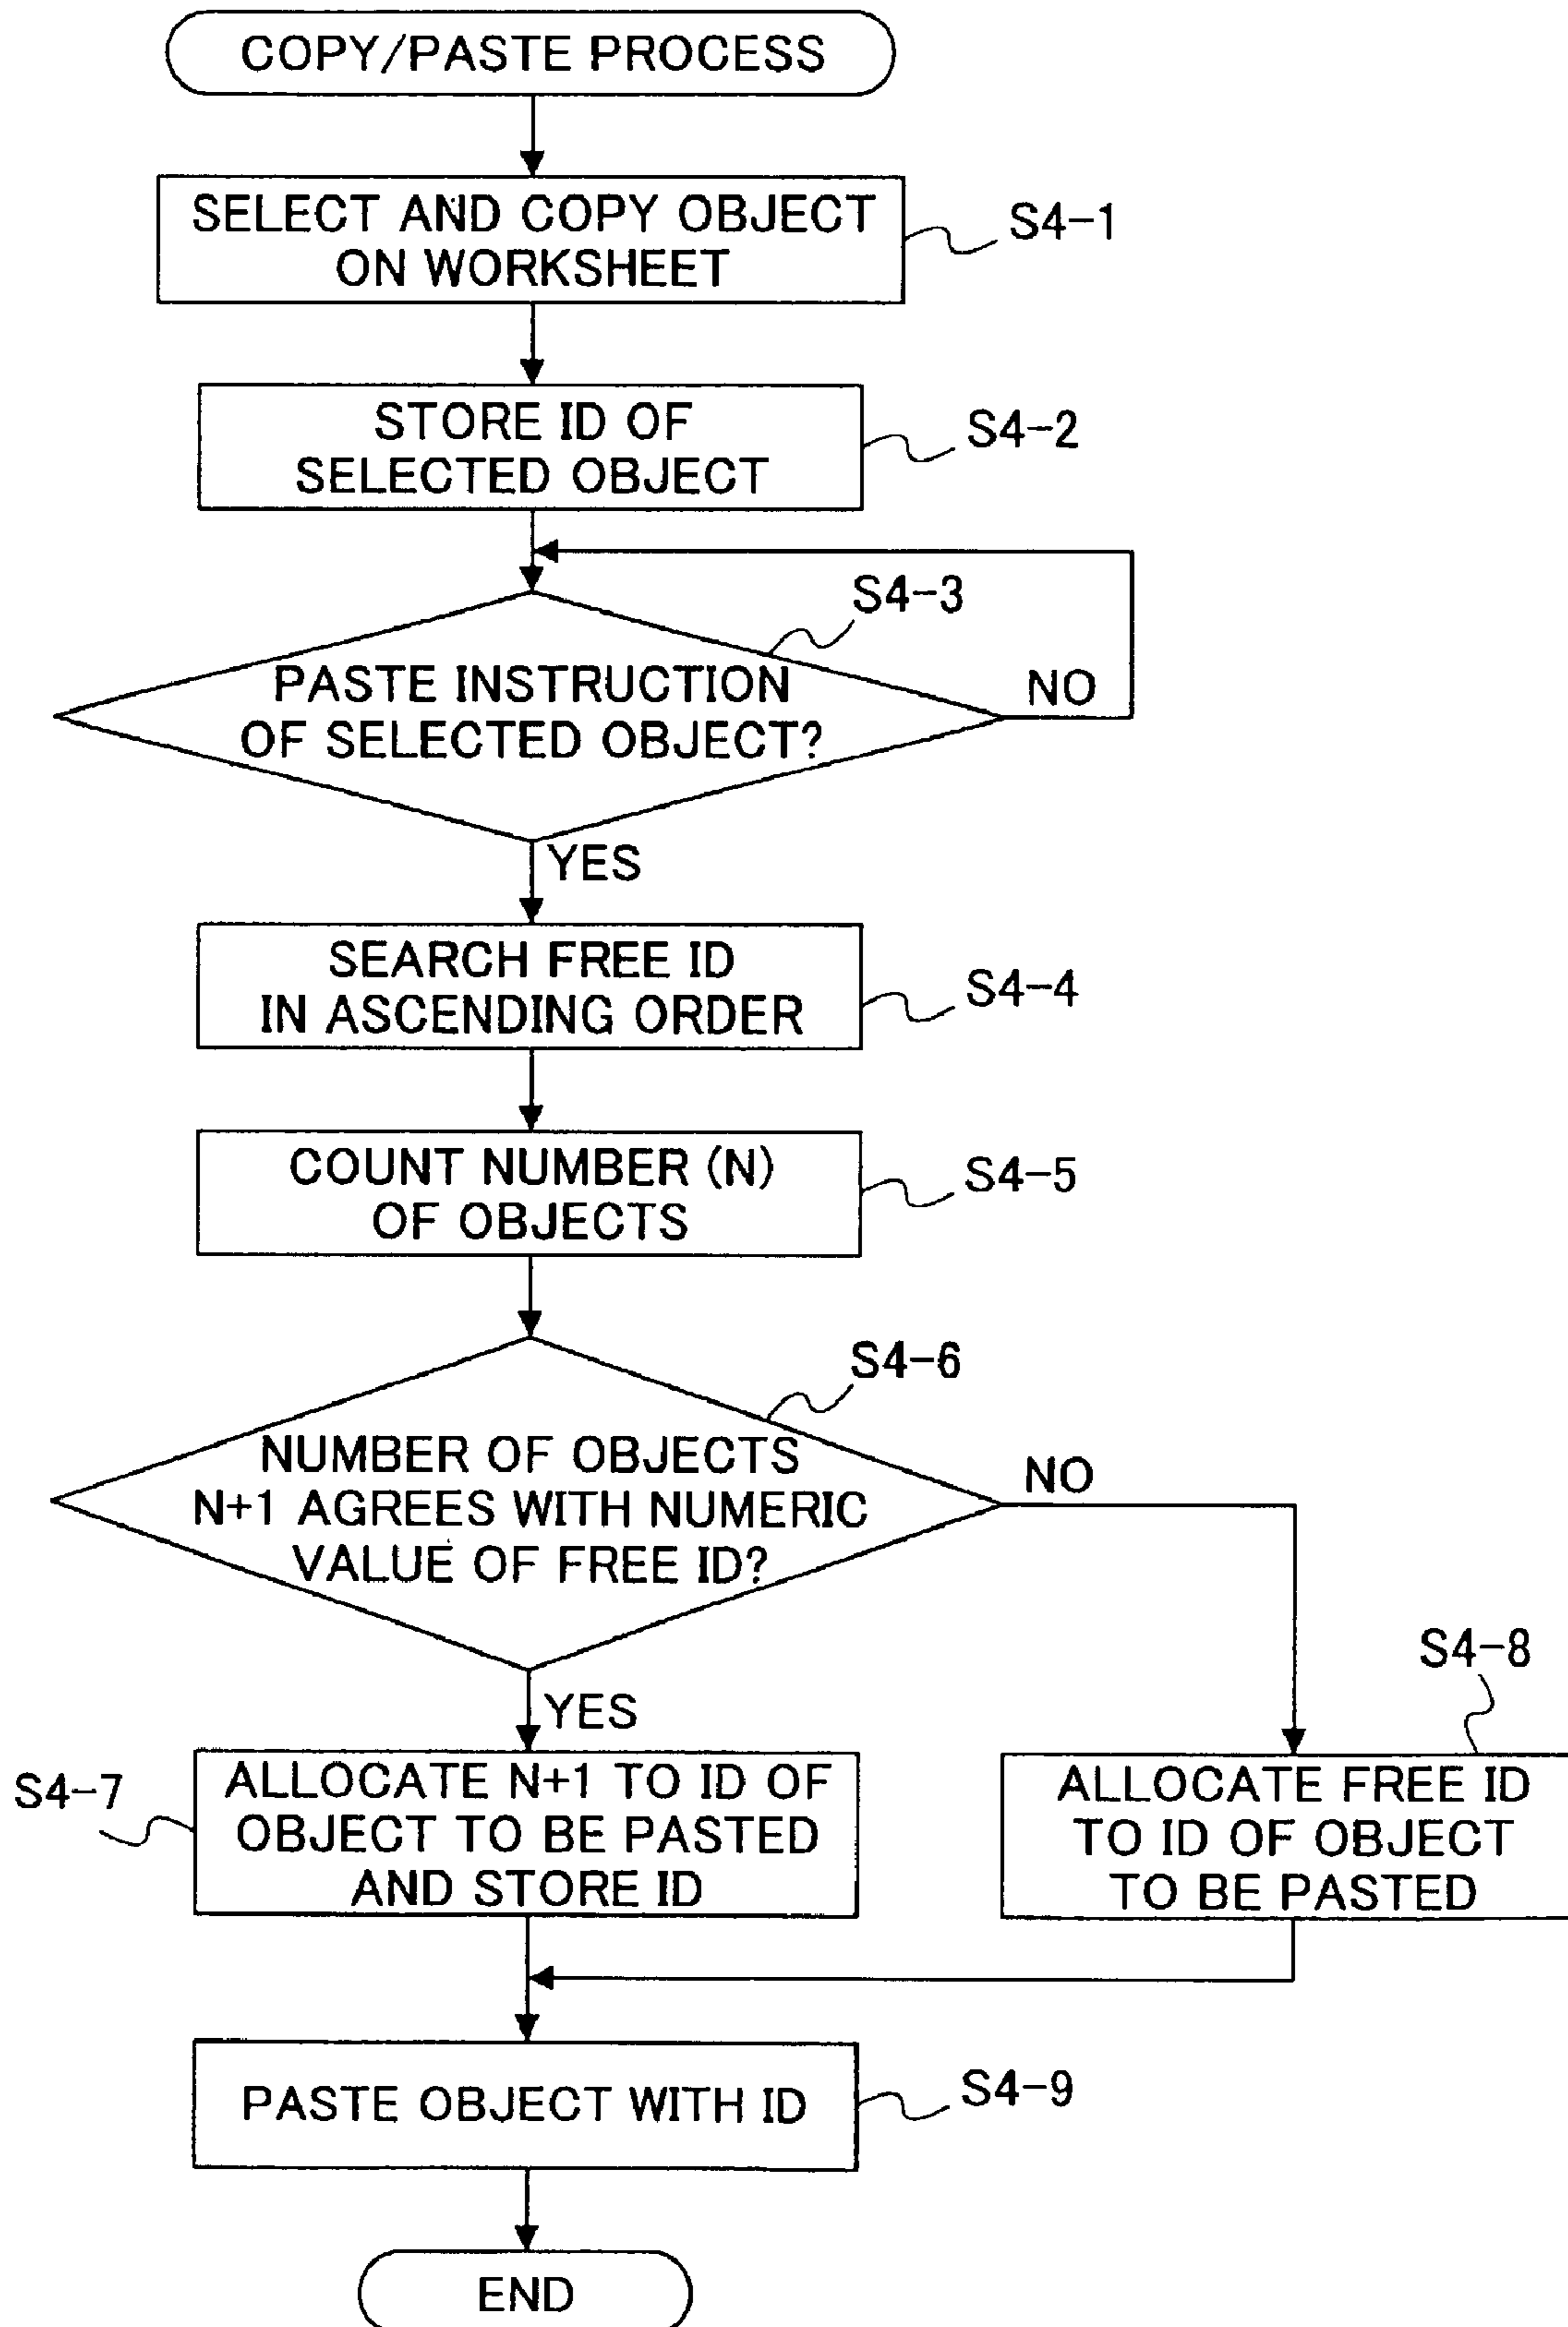 COPY/PASTE PROCESS
SELECT AND COPY OBJECT
ON WORKSHEET
S4-1
STORE ID OF
SELECTED OBJECT
S4-2
S4-3
PASTE INSTRUCTION
OF SELECTED OBJECT?
NO
YES
SEARCH FREE ID
IN ASCENDING ORDER
S4-4
COUNT NUMBER (N)
OF OBJECTS
S4-5
S4-6
NUMBER OF OBJECTS
N+1 AGREES WITH NUMERIC
VALUE OF FREE ID?
NO
YES
S4-7
ALLOCATE N+1 TO ID OF
OBJECT TO BE PASTED
AND STORE ID
S4-8
ALLOCATE FREE ID
TO ID OF OBJECT
TO BE PASTED
PASTE OBJECT WITH ID
S4-9
END